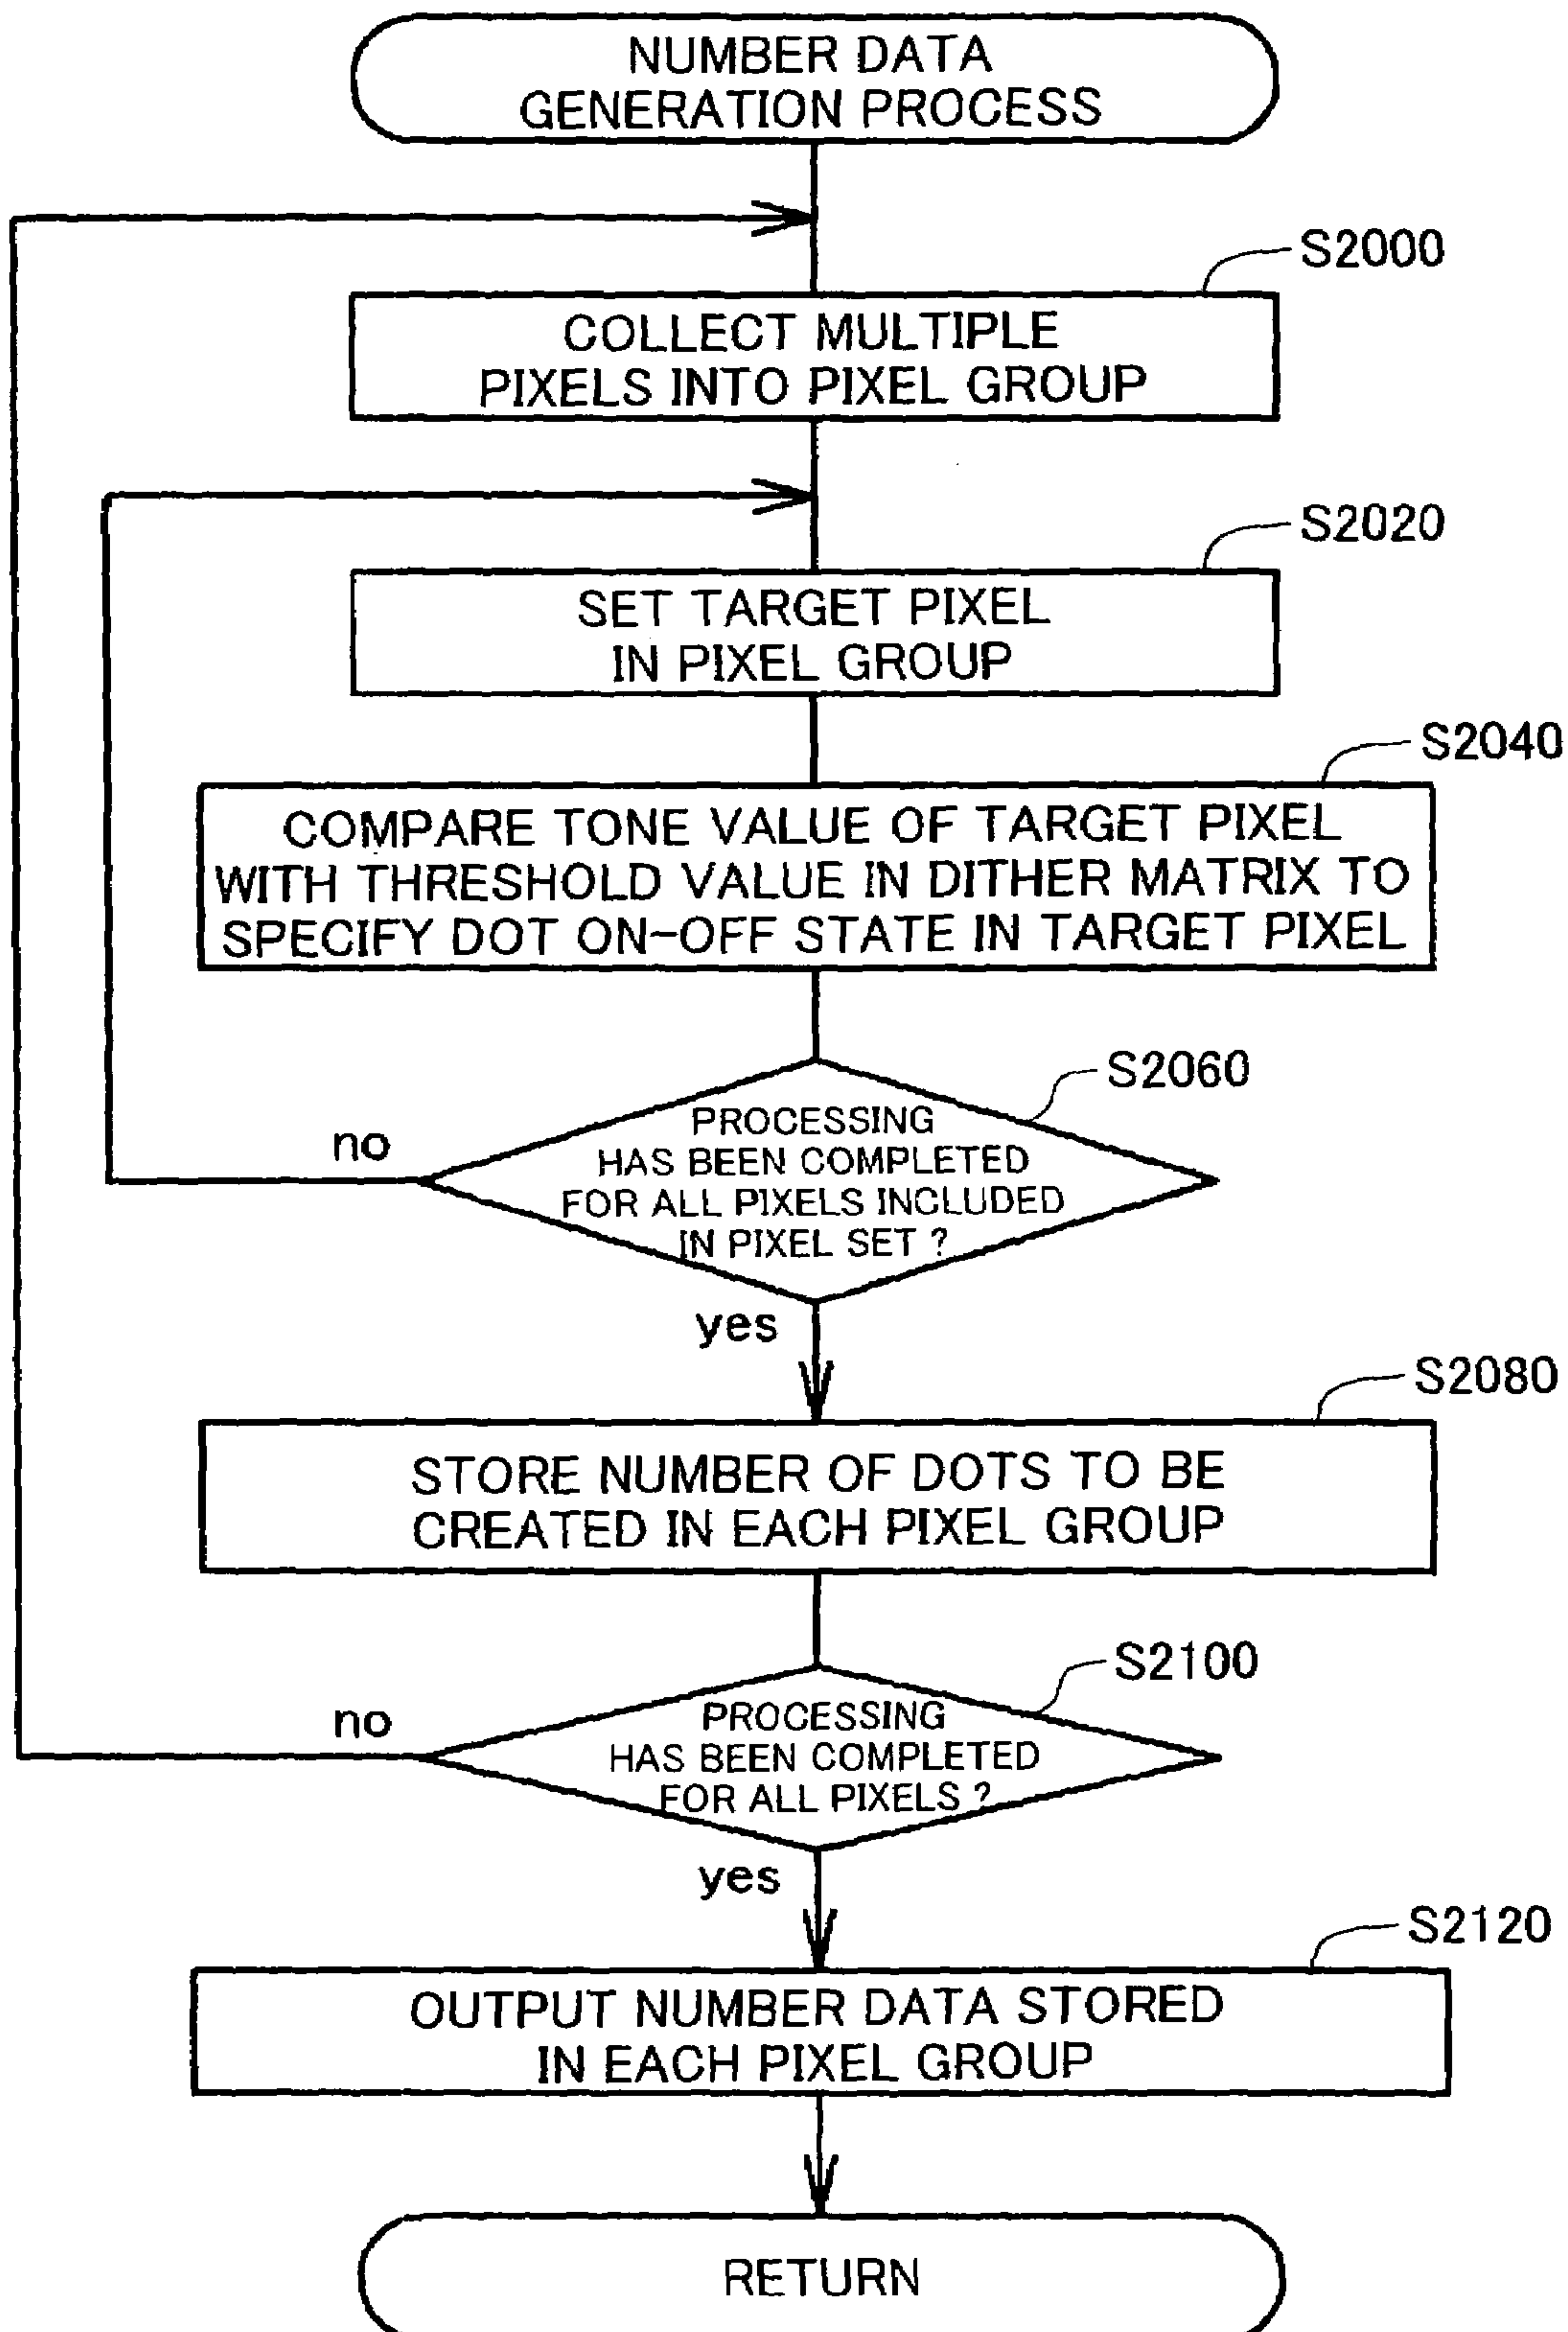 NUMBER DATA
GENERATION PROCESS
S2000
COLLECT MULTIPLE
PIXELS INTO PIXEL GROUP
S2020
SET TARGET PIXEL
IN PIXEL GROUP
S2040
COMPARE TONE VALUE OF TARGET PIXEL
WITH THRESHOLD VALUE IN DITHER MATRIX TO
SPECIFY DOT ON-OFF STATE IN TARGET PIXEL
S2060
PROCESSING
HAS BEEN COMPLETED
FOR ALL PIXELS INCLUDED
IN PIXEL SET ?
no
yes
S2080
STORE NUMBER OF DOTS TO BE
CREATED IN EACH PIXEL GROUP
S2100
PROCESSING
HAS BEEN COMPLETED
FOR ALL PIXELS ?
no
yes
S2120
OUTPUT NUMBER DATA STORED
IN EACH PIXEL GROUP
RETURN